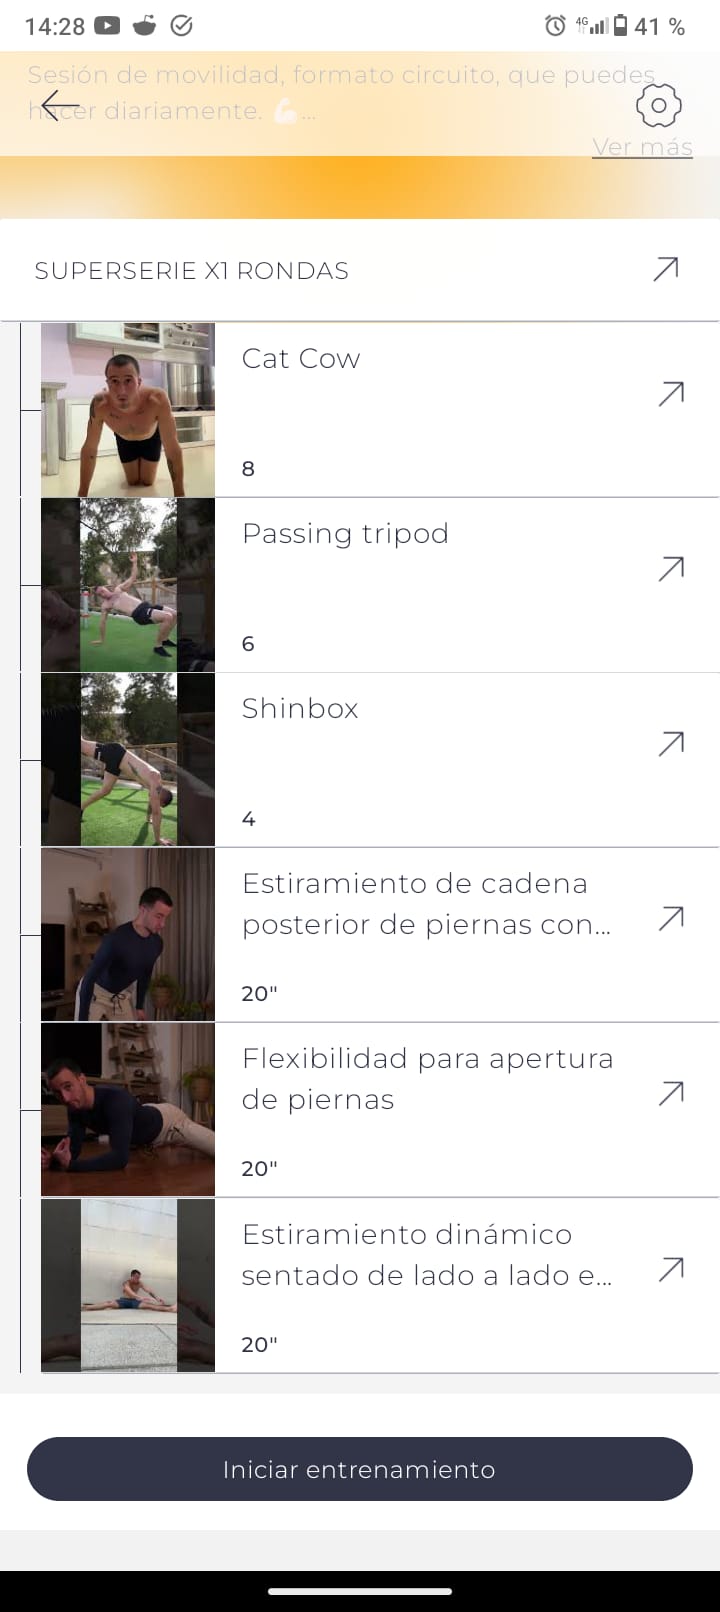 14:28
4G
41 %
Sesión de movilidad, formato circuito, que puedes
hacer diariamente. 💪...
Ver más
SUPERSERIE X1 RONDAS
Cat Cow
8
Passing tripod
6
Shinbox
4
Estiramiento de cadena
posterior de piernas con...
20"
Flexibilidad para apertura
de piernas
20"
Estiramiento dinámico
sentado de lado a lado e...
20"
Iniciar entrenamiento